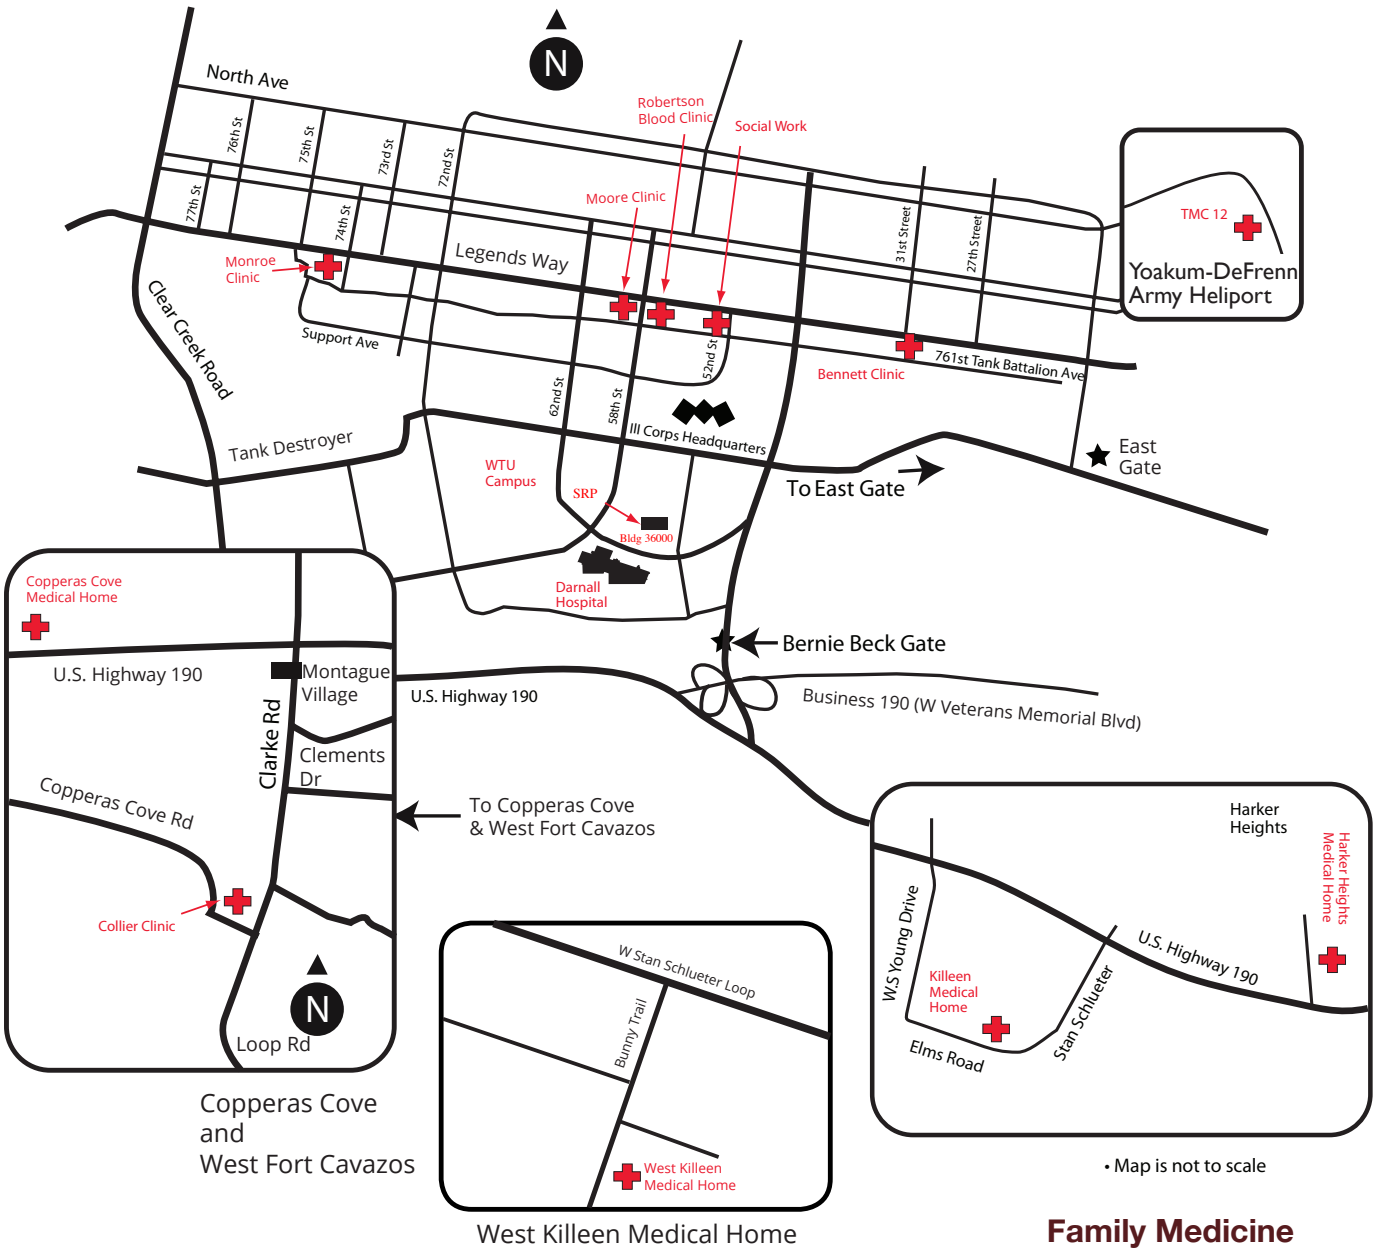 N
North Ave
76th St
75th St
73rd St
72nd St
77th St
74th St
Robertson
Blood Clinic
Social Work
Moore Clinic
Monroe
Clinic
Legends Way
31st Street
27th Street
TMC 12
Yoakum-DeFrenn
Army Heliport
Clear Creek Road
Support Ave
52nd St
761st Tank Battalion Ave
Bennett Clinic
62nd St
58th St
III Corps Headquarters
Tank Destroyer
East
Gate
To East Gate
WTU
Campus
SRP
Bldg 36000
Darnall
Hospital
Bernie Beck Gate
U.S. Highway 190
Business 190 (W Veterans Memorial Blvd)
Copperas Cove
Medical Home
U.S. Highway 190
Montague
Village
Clarke Rd
Clements
Dr
Copperas Cove Rd
Collier Clinic
N
Loop Rd
To Copperas Cove
& West Fort Cavazos
Copperas Cove
and
West Fort Cavazos
W Stan Schlueter Loop
Bunny Trail
West Killeen
Medical Home
West Killeen Medical Home
Harker
Heights
Harker Heights
Medical Home
W.S Young Drive
U.S. Highway 190
Killeen
Medical
Home
Stan Schlueter
Elms Road
• Map is not to scale
Family Medicine